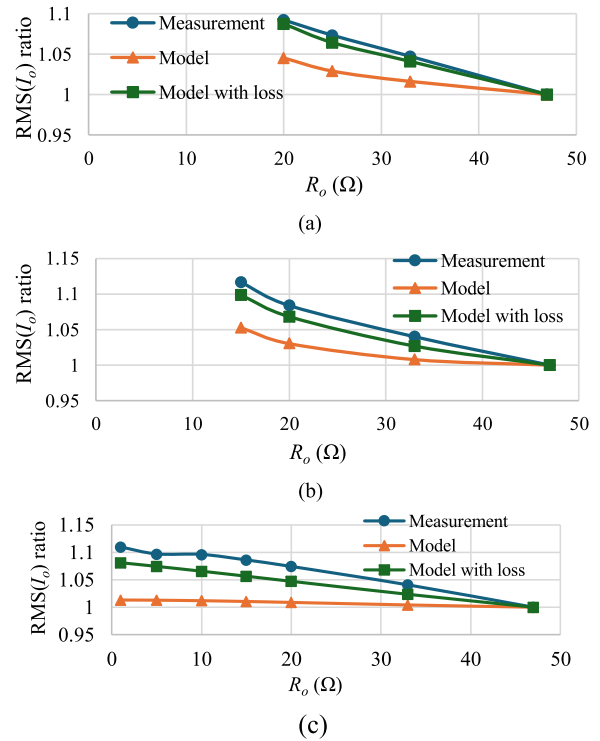 (a)
1.1
1.05
1
0.95
RMS(Io) ratio
Measurement
Model
Model with loss
0 10 20 30 40 50
Ro (Ω)
(a)
1.15
1.1
1.05
1
0.95
RMS(Io) ratio
Measurement
Model
Model with loss
0 10 20 30 40 50
Ro (Ω)
(b)
1.15
1.1
1.05
1
0.95
RMS(Io) ratio
Measurement
Model
Model with loss
0 10 20 30 40 50
Ro (Ω)
(c)